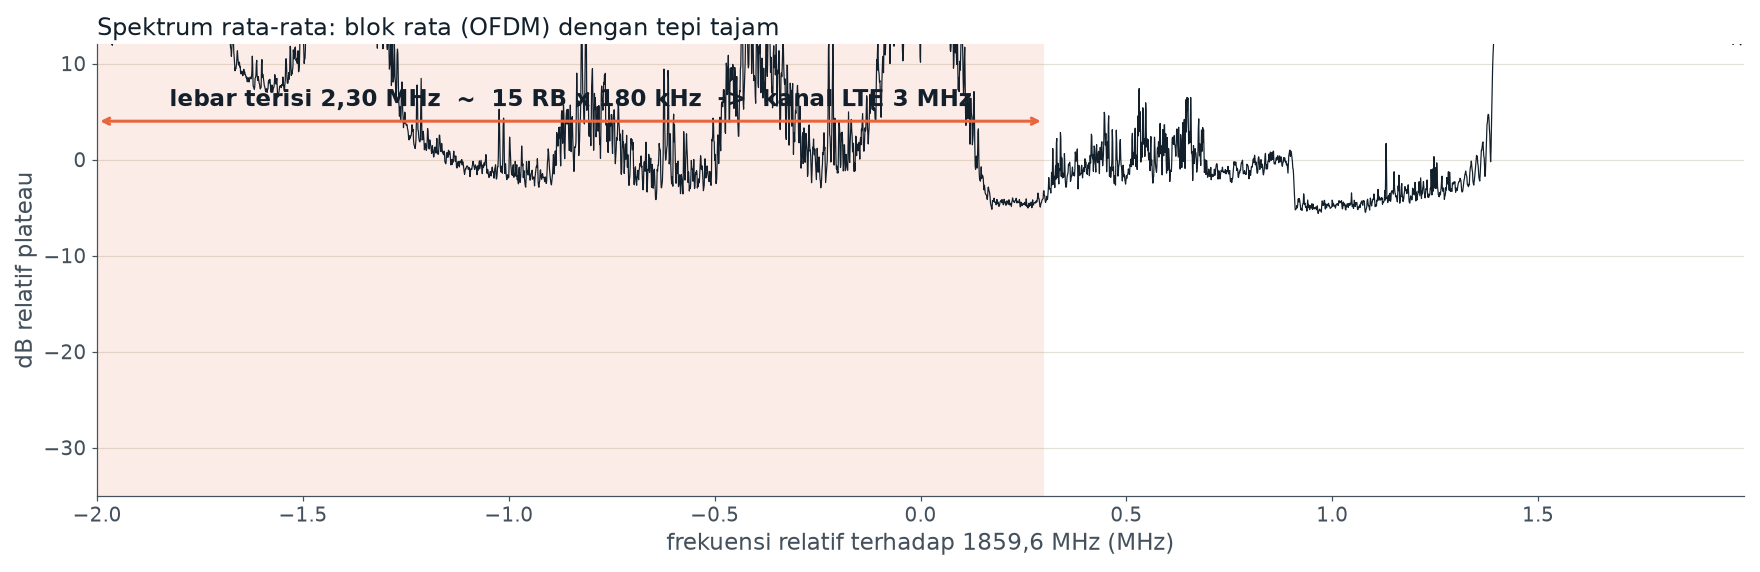 Spektrum rata-rata: blok rata (OFDM) dengan tepi tajam
lebar terisi 2,30 MHz ~ 15 RB x 180 kHz -> kanal LTE 3 MHz
dB relatif plateau
10
0
−10
−20
−30
−2.0 −1.5 −1.0 −0.5 0.0 0.5 1.0 1.5
frekuensi relatif terhadap 1859,6 MHz (MHz)